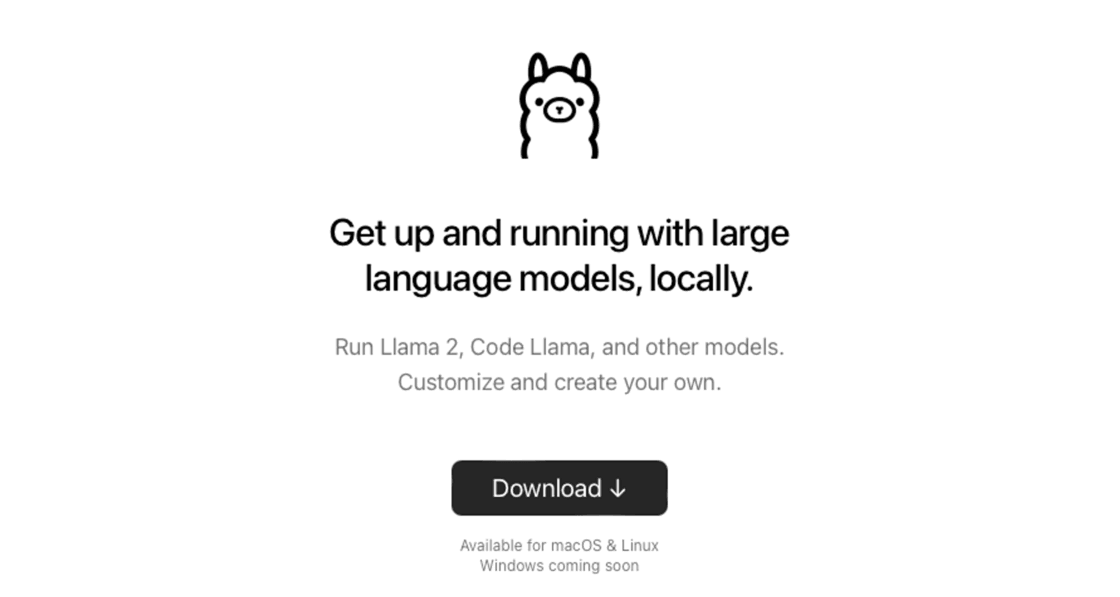 Get up and running with large
language models, locally.
Run Llama 2, Code Llama, and other models.
Customize and create your own.
Download ↓
Available for macOS & Linux
Windows coming soon